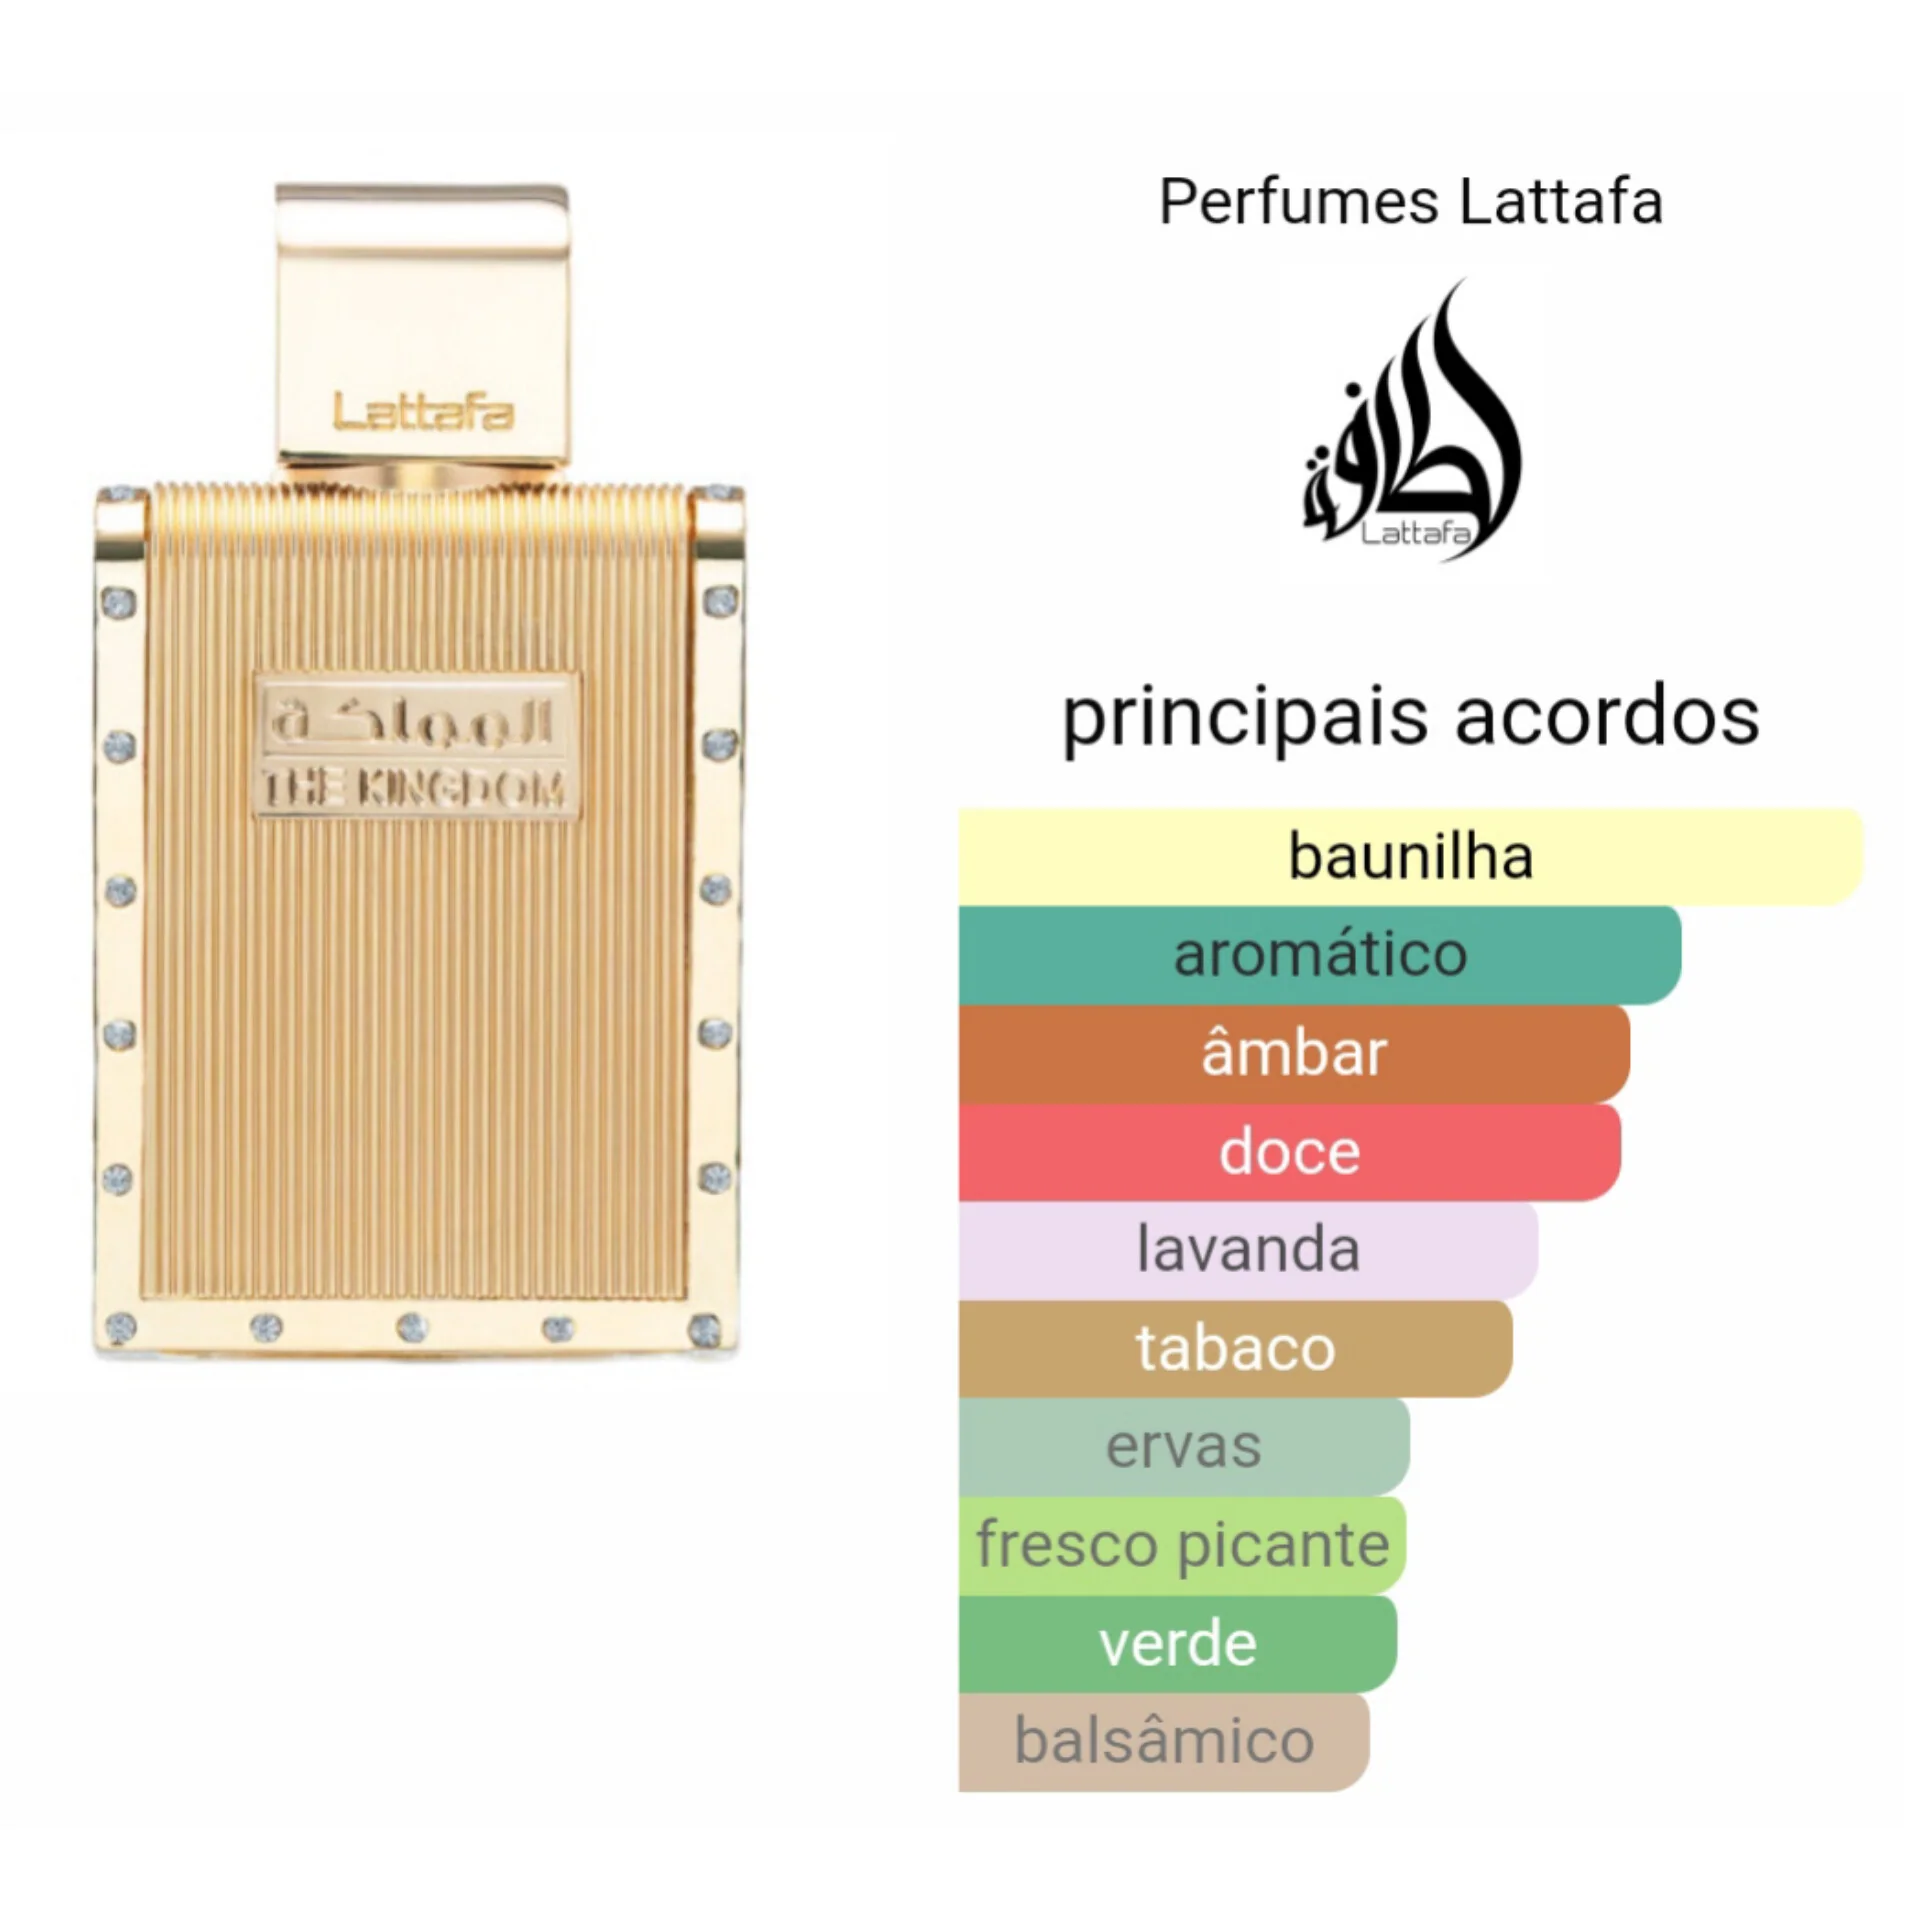 Perfumes Lattafa
لطافة
Lattafa
Lattafa
المملكة
THE KINGDOM
principais acordos
baunilha
aromático
âmbar
doce
lavanda
tabaco
ervas
fresco picante
verde
balsâmico